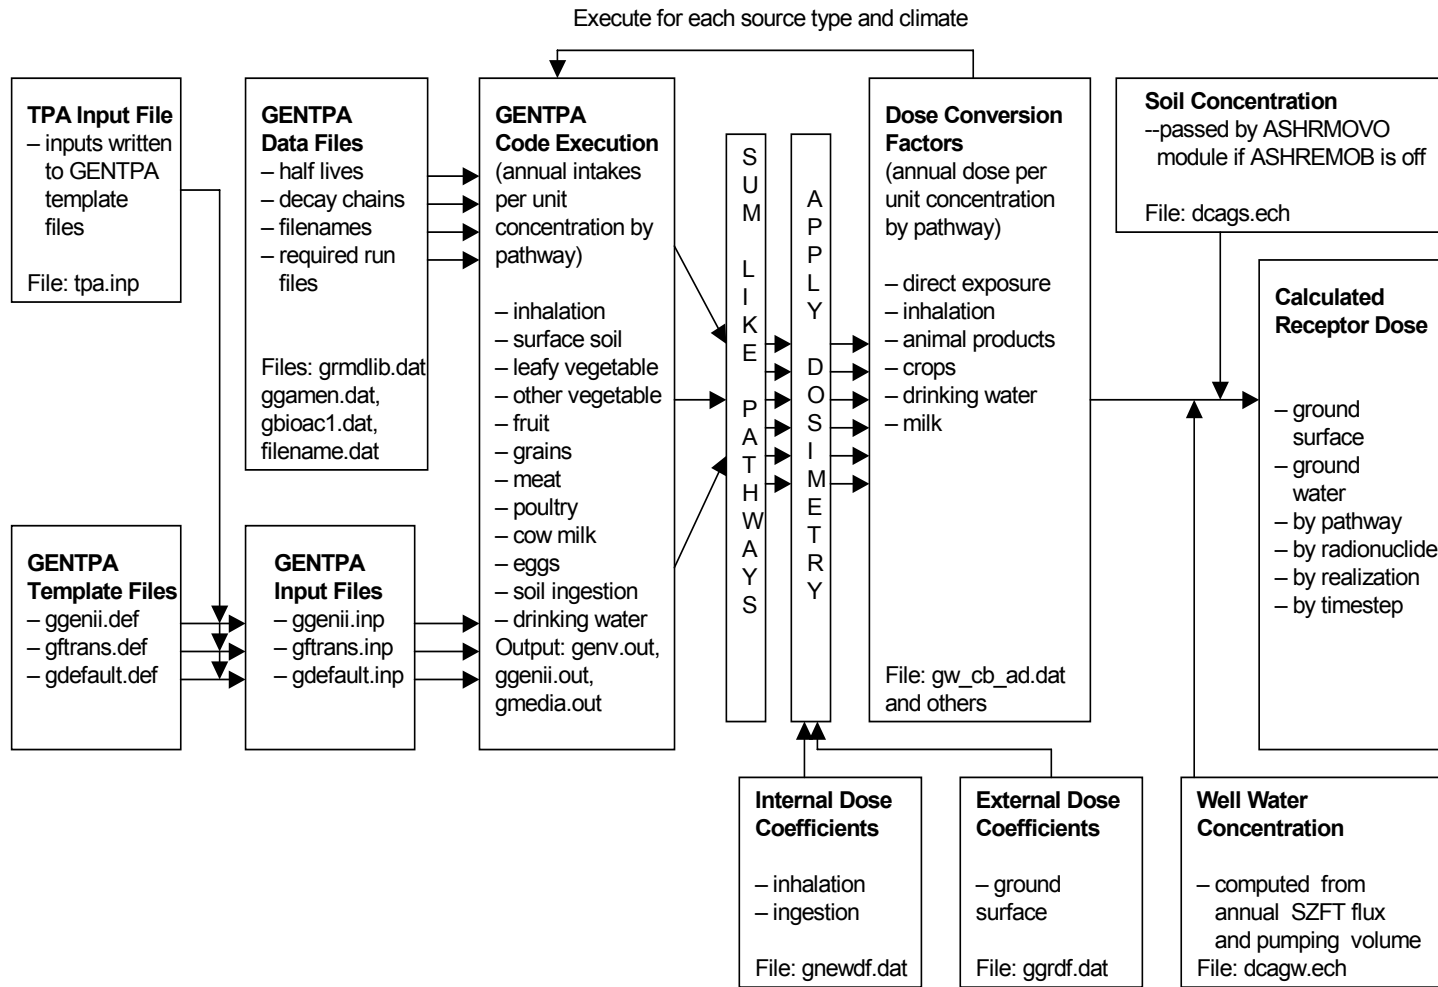 Execute for each source type and climate
TPA Input File
– inputs written
to GENTPA
template
files
File: tpa.inp
GENTPA
Data Files
– half lives
– decay chains
– filenames
– required run
files
Files: grmdlib.dat
ggamen.dat,
gbioac1.dat,
filename.dat
GENTPA
Template Files
– ggenii.def
– gftrans.def
– gdefault.def
GENTPA
Input Files
– ggenii.inp
– gftrans.inp
– gdefault.inp
GENTPA
Code Execution
(annual intakes
per unit
concentration by
pathway)
– inhalation
– surface soil
– leafy vegetable
– other vegetable
– fruit
– grains
– meat
– poultry
– cow milk
– eggs
– soil ingestion
– drinking water
Output: genv.out,
ggenii.out,
gmedia.out
SUM LIKE PATHWAYS
APPLY DOSIMETRY
Dose Conversion
Factors
(annual dose per
unit concentration
by pathway)
– direct exposure
– inhalation
– animal products
– crops
– drinking water
– milk
File: gw_cb_ad.dat
and others
Soil Concentration
--passed by ASHRMOVO
module if ASHREMOB is off
File: dcags.ech
Calculated
Receptor Dose
– ground
surface
– ground
water
– by pathway
– by radionuclide
– by realization
– by timestep
Internal Dose
Coefficients
– inhalation
– ingestion
File: gnewdf.dat
External Dose
Coefficients
– ground
surface
File: ggrdf.dat
Well Water
Concentration
– computed from
annual SZFT flux
and pumping volume
File: dcagw.ech